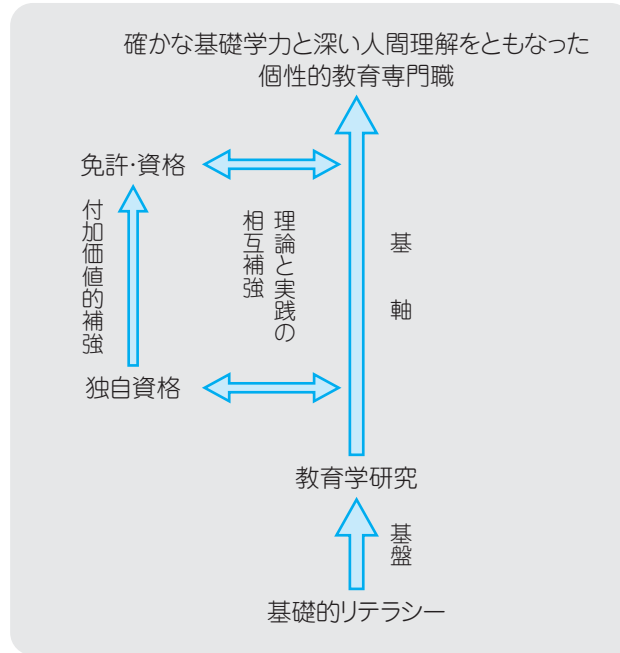 確かな基礎学力と深い人間理解をともなった
個性的教育専門職
免許・資格
付加価値的補強
理論と実践の
相互補強
基軸
独自資格
教育学研究
基盤
基礎的リテラシー